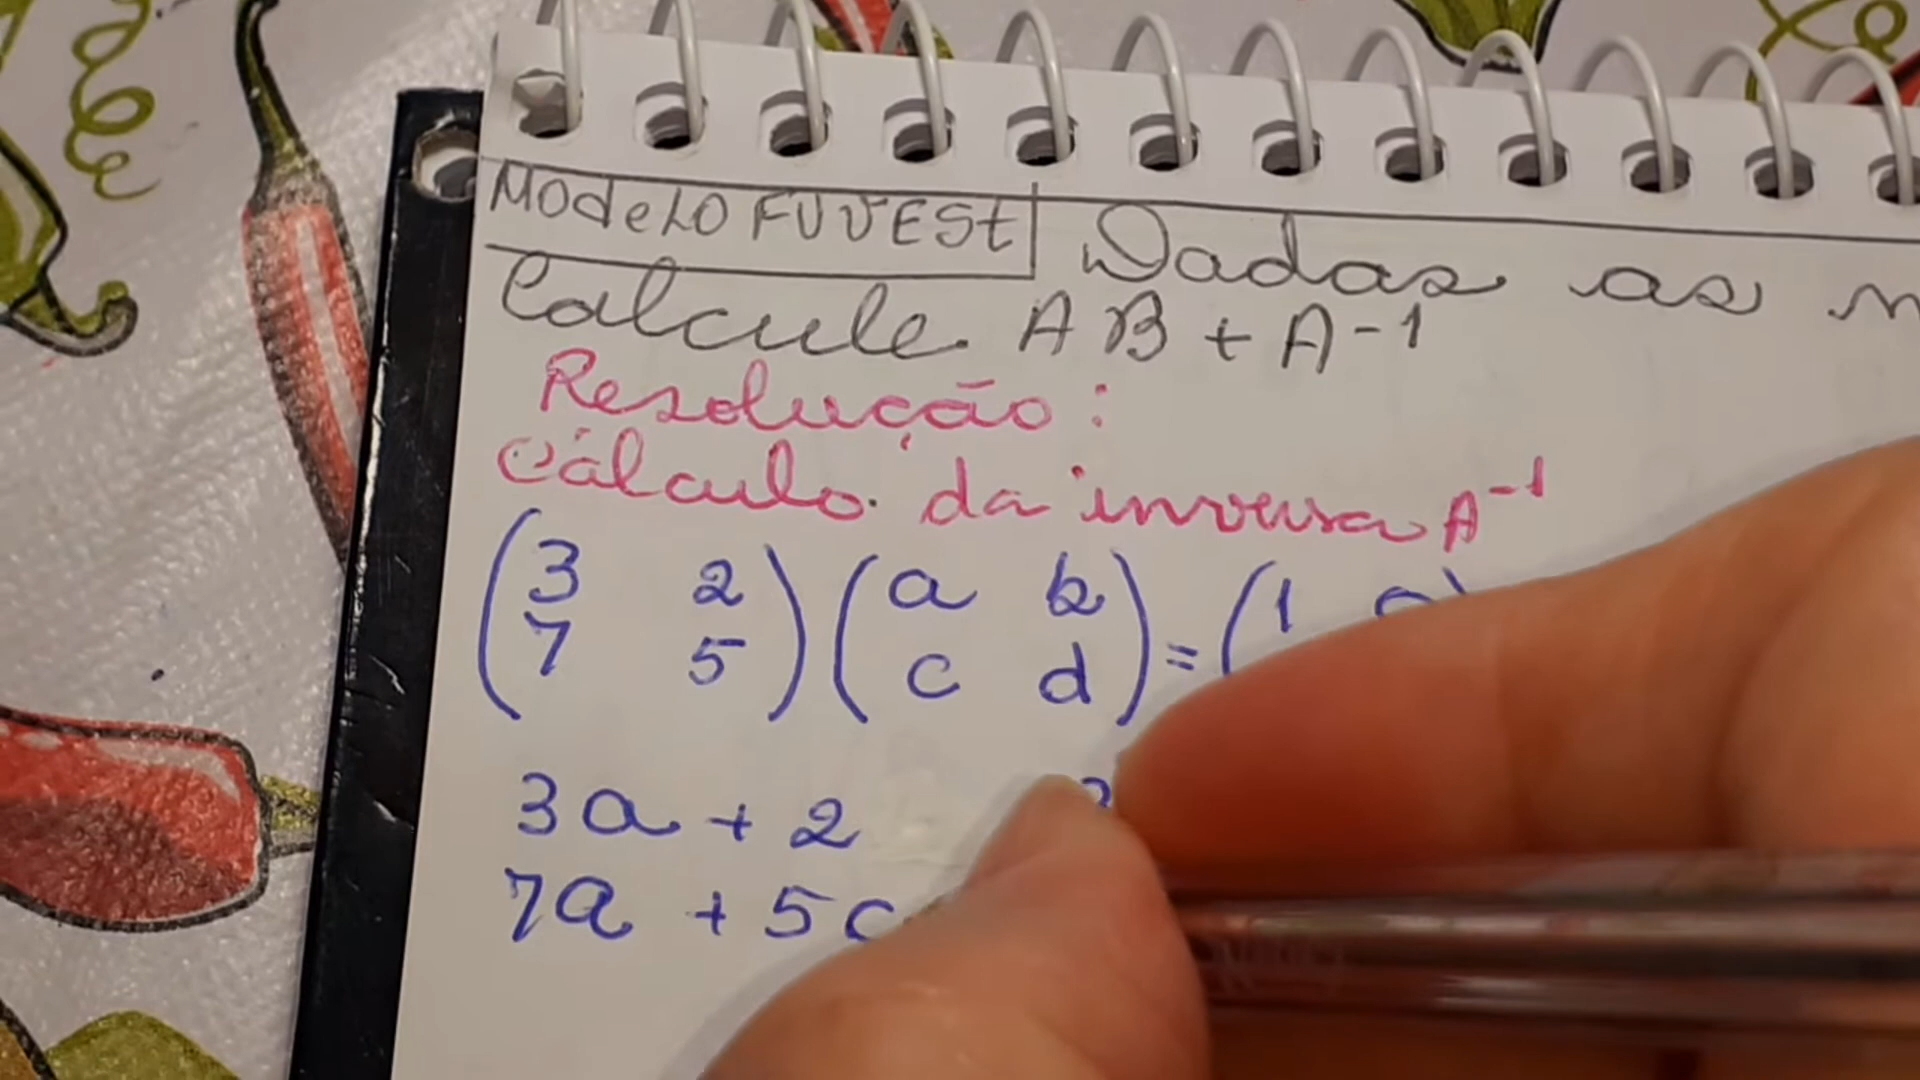 Modelo FUVEST Dadas as
Calcule AB + A-1
Resolução:
Cálculo da inversa A-1
3 2 a b = 1
7 5 c d
3a + 2
7a + 5c